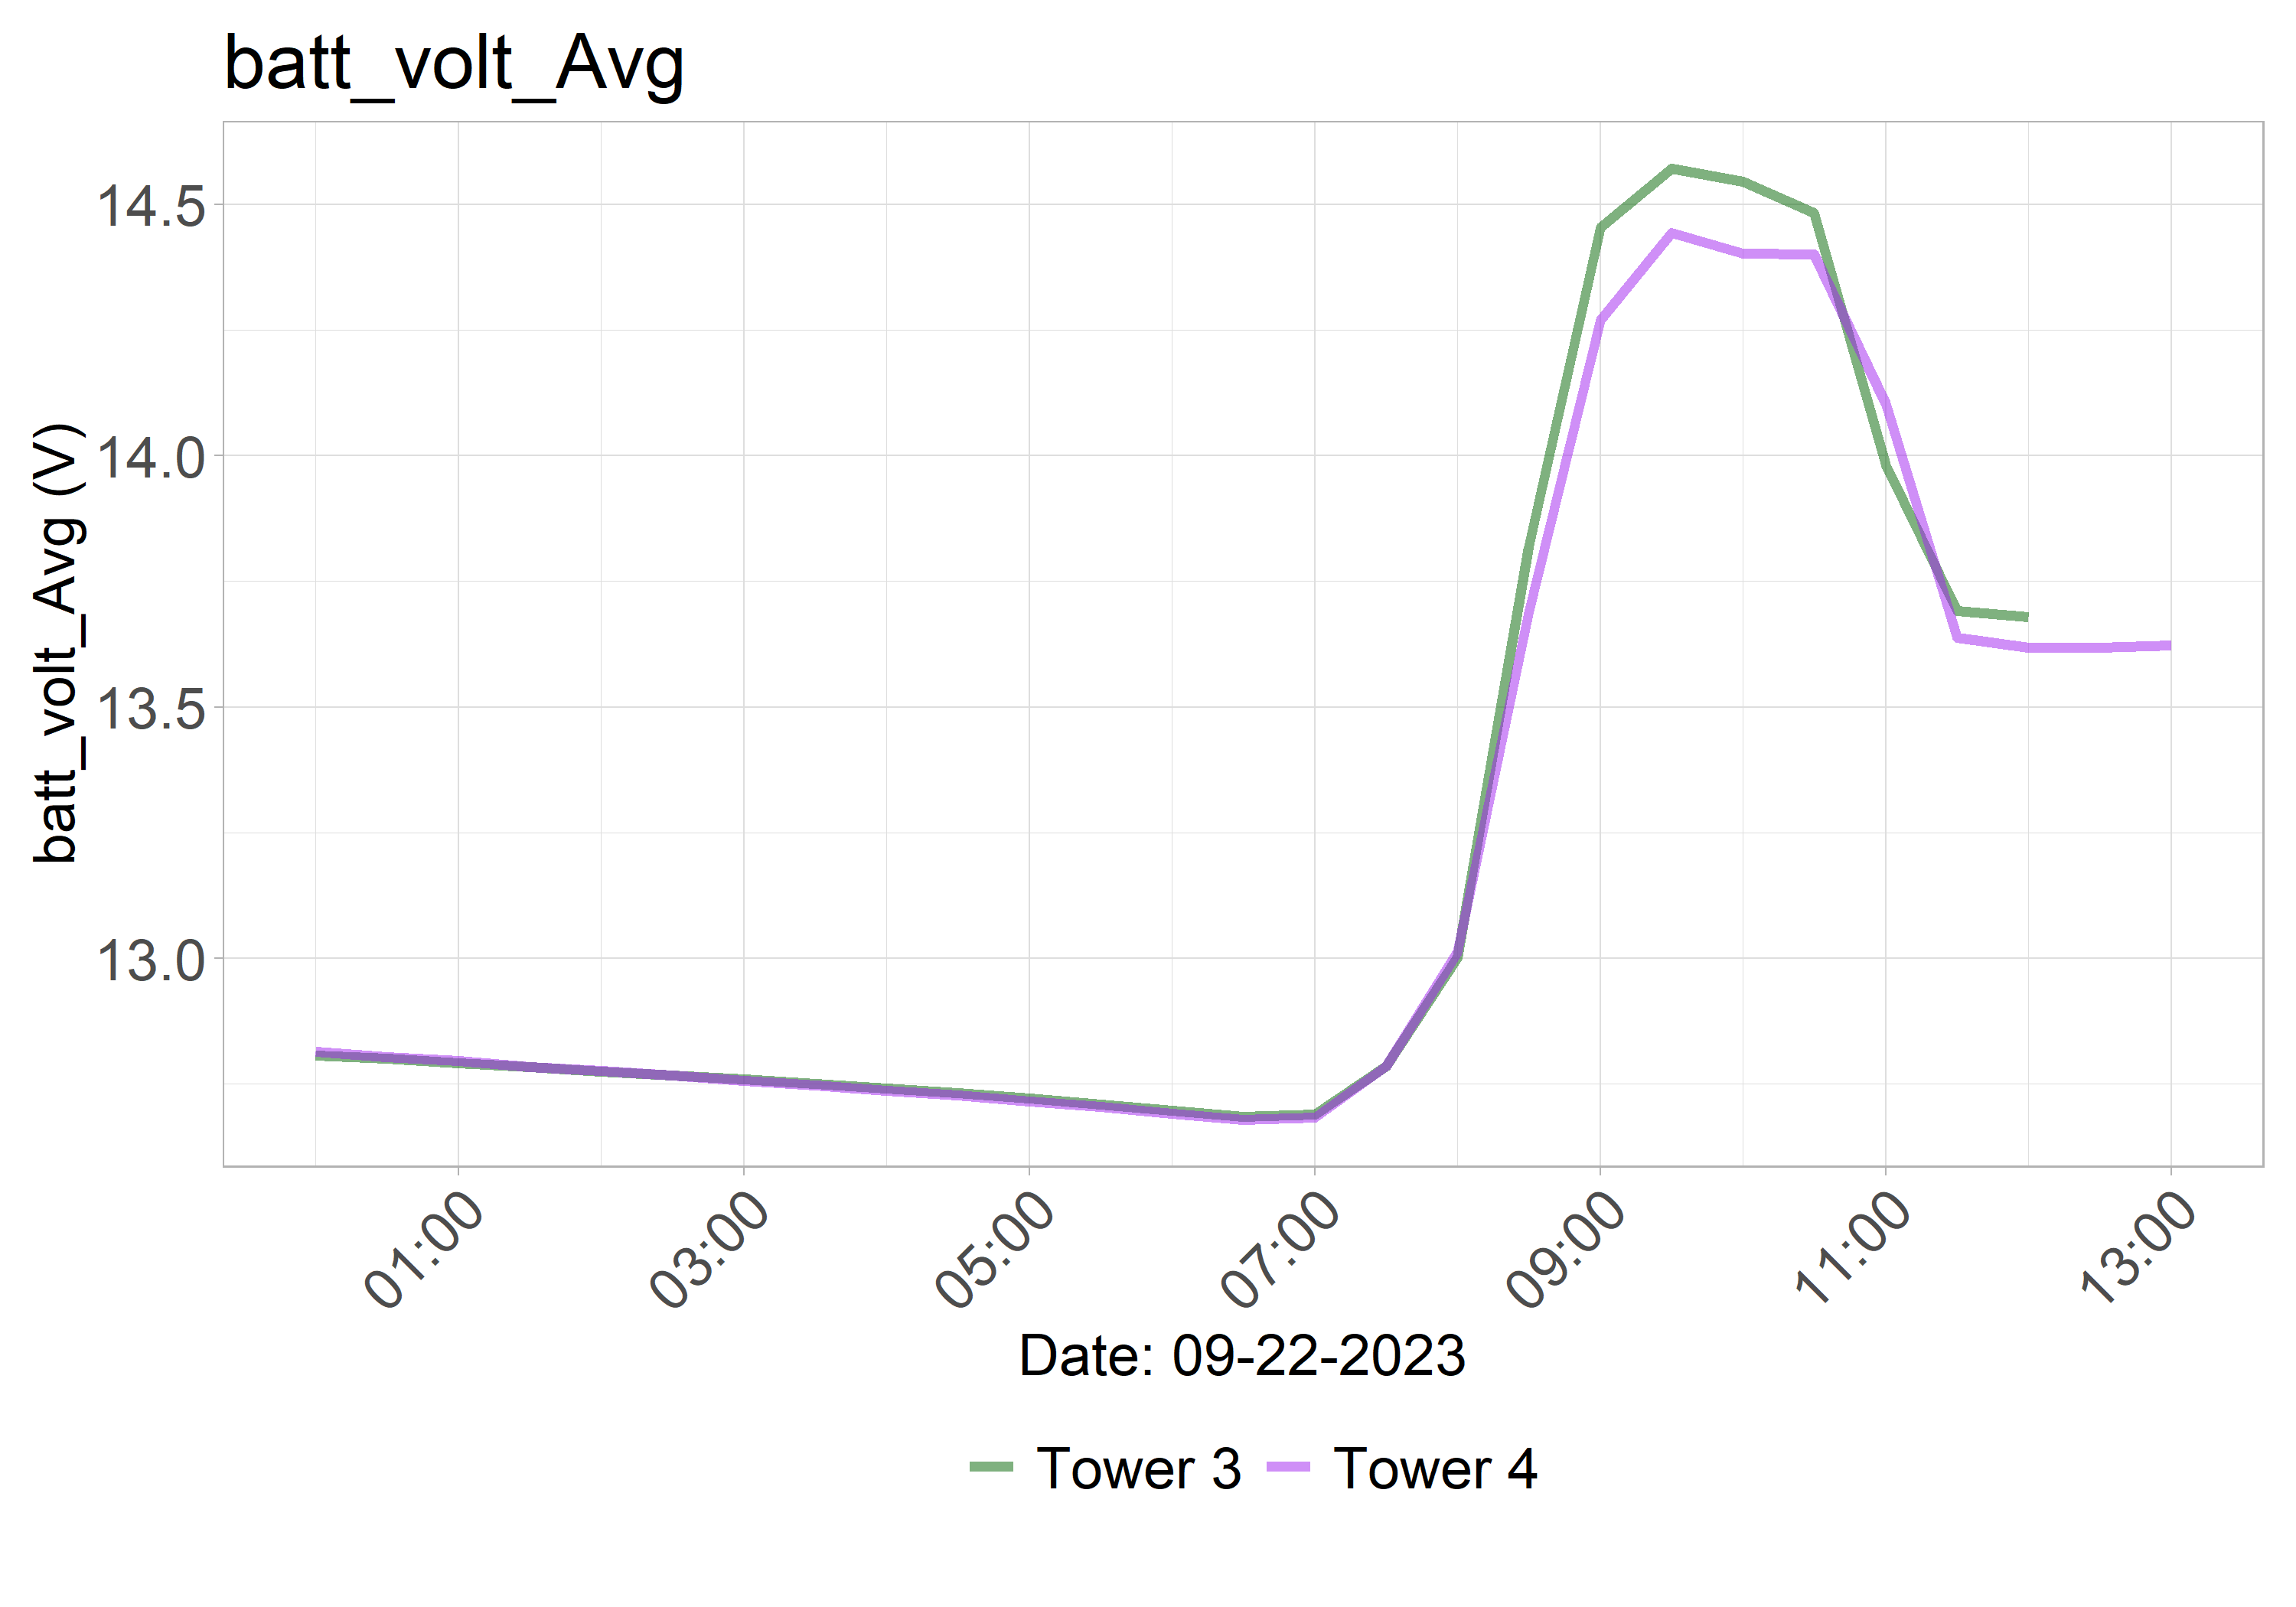 batt_volt_Avg
batt_volt_Avg (V)
14.5
14.0
13.5
13.0
01:00
03:00
05:00
07:00
09:00
11:00
13:00
Date: 09-22-2023
Tower 3
Tower 4